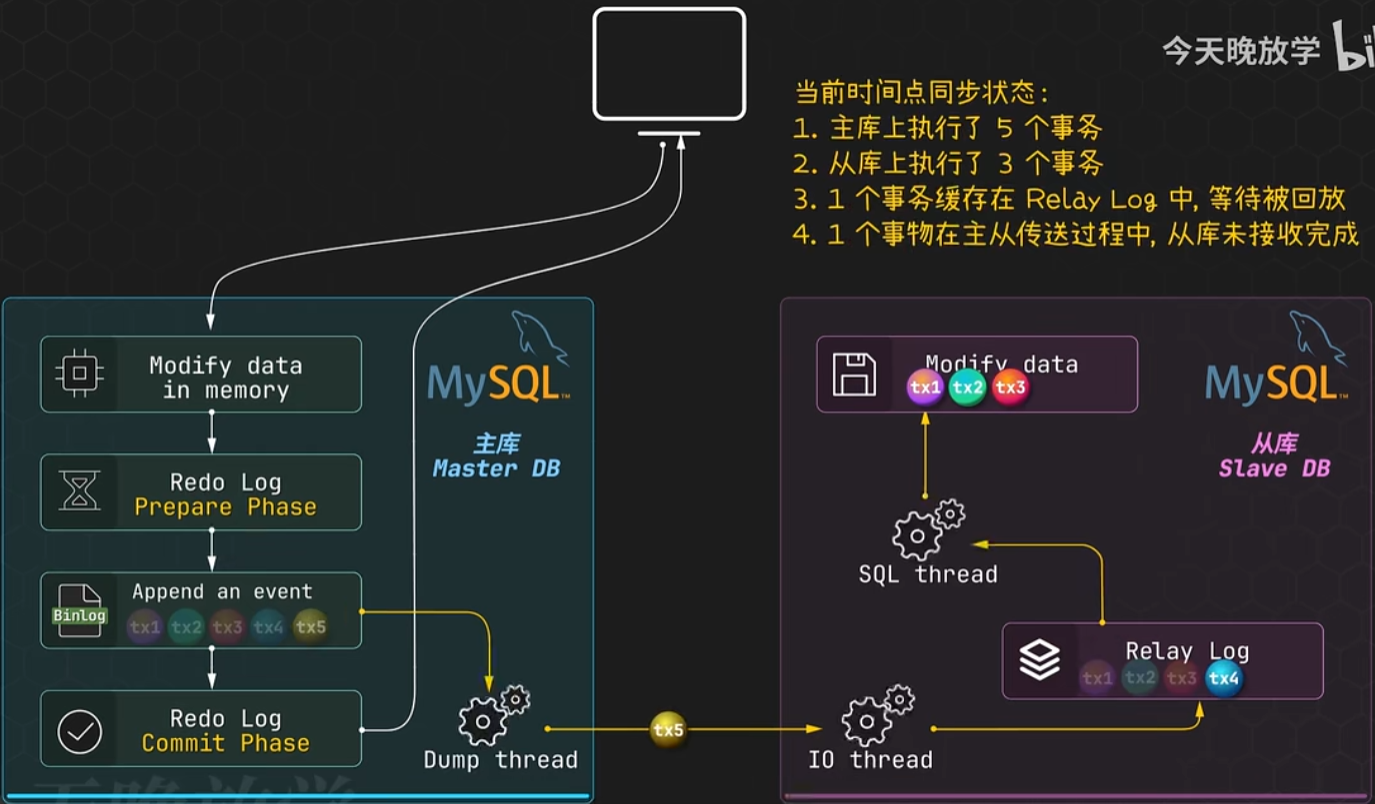 今天晚放学 bi
当前时间点同步状态:
1. 主库上执行了 5 个事务
2. 从库上执行了 3 个事务
3. 1 个事务缓存在 Relay Log 中, 等待被回放
4. 1 个事物在主从传送过程中, 从库未接收完成
Modify data
in memory
MySQL™
主库
Master DB
Redo Log
Prepare Phase
Append an event
Binlog
tx1 tx2 tx3 tx4 tx5
Redo Log
Commit Phase
Dump thread
tx5
Modify data
tx1 tx2 tx3
MySQL™
从库
Slave DB
SQL thread
Relay Log
tx1 tx2 tx3 tx4
IO thread